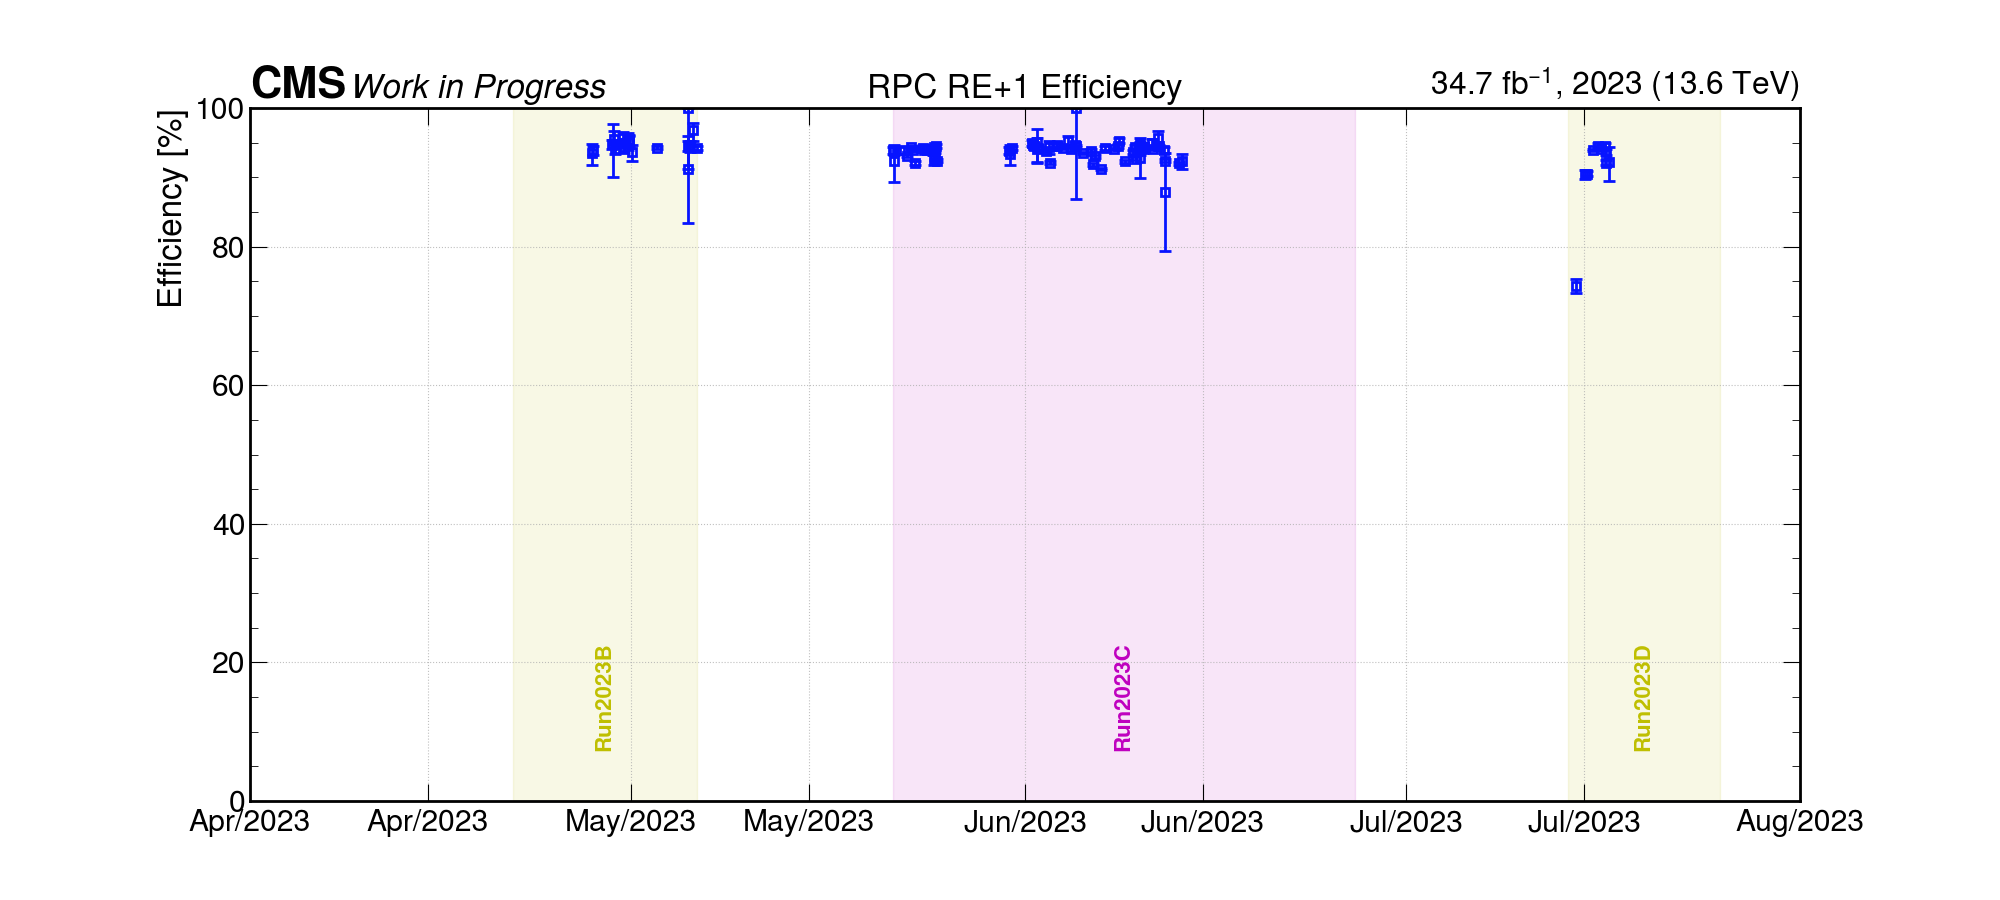 CMS Work in Progress RPC RE+1 Efficiency 34.7 fb⁻¹, 2023 (13.6 TeV)
Efficiency [%]
100
80
60
40
20
0
Run2023B
Run2023C
Run2023D
Apr/2023 Apr/2023 May/2023 May/2023 Jun/2023 Jun/2023 Jul/2023 Jul/2023 Aug/2023